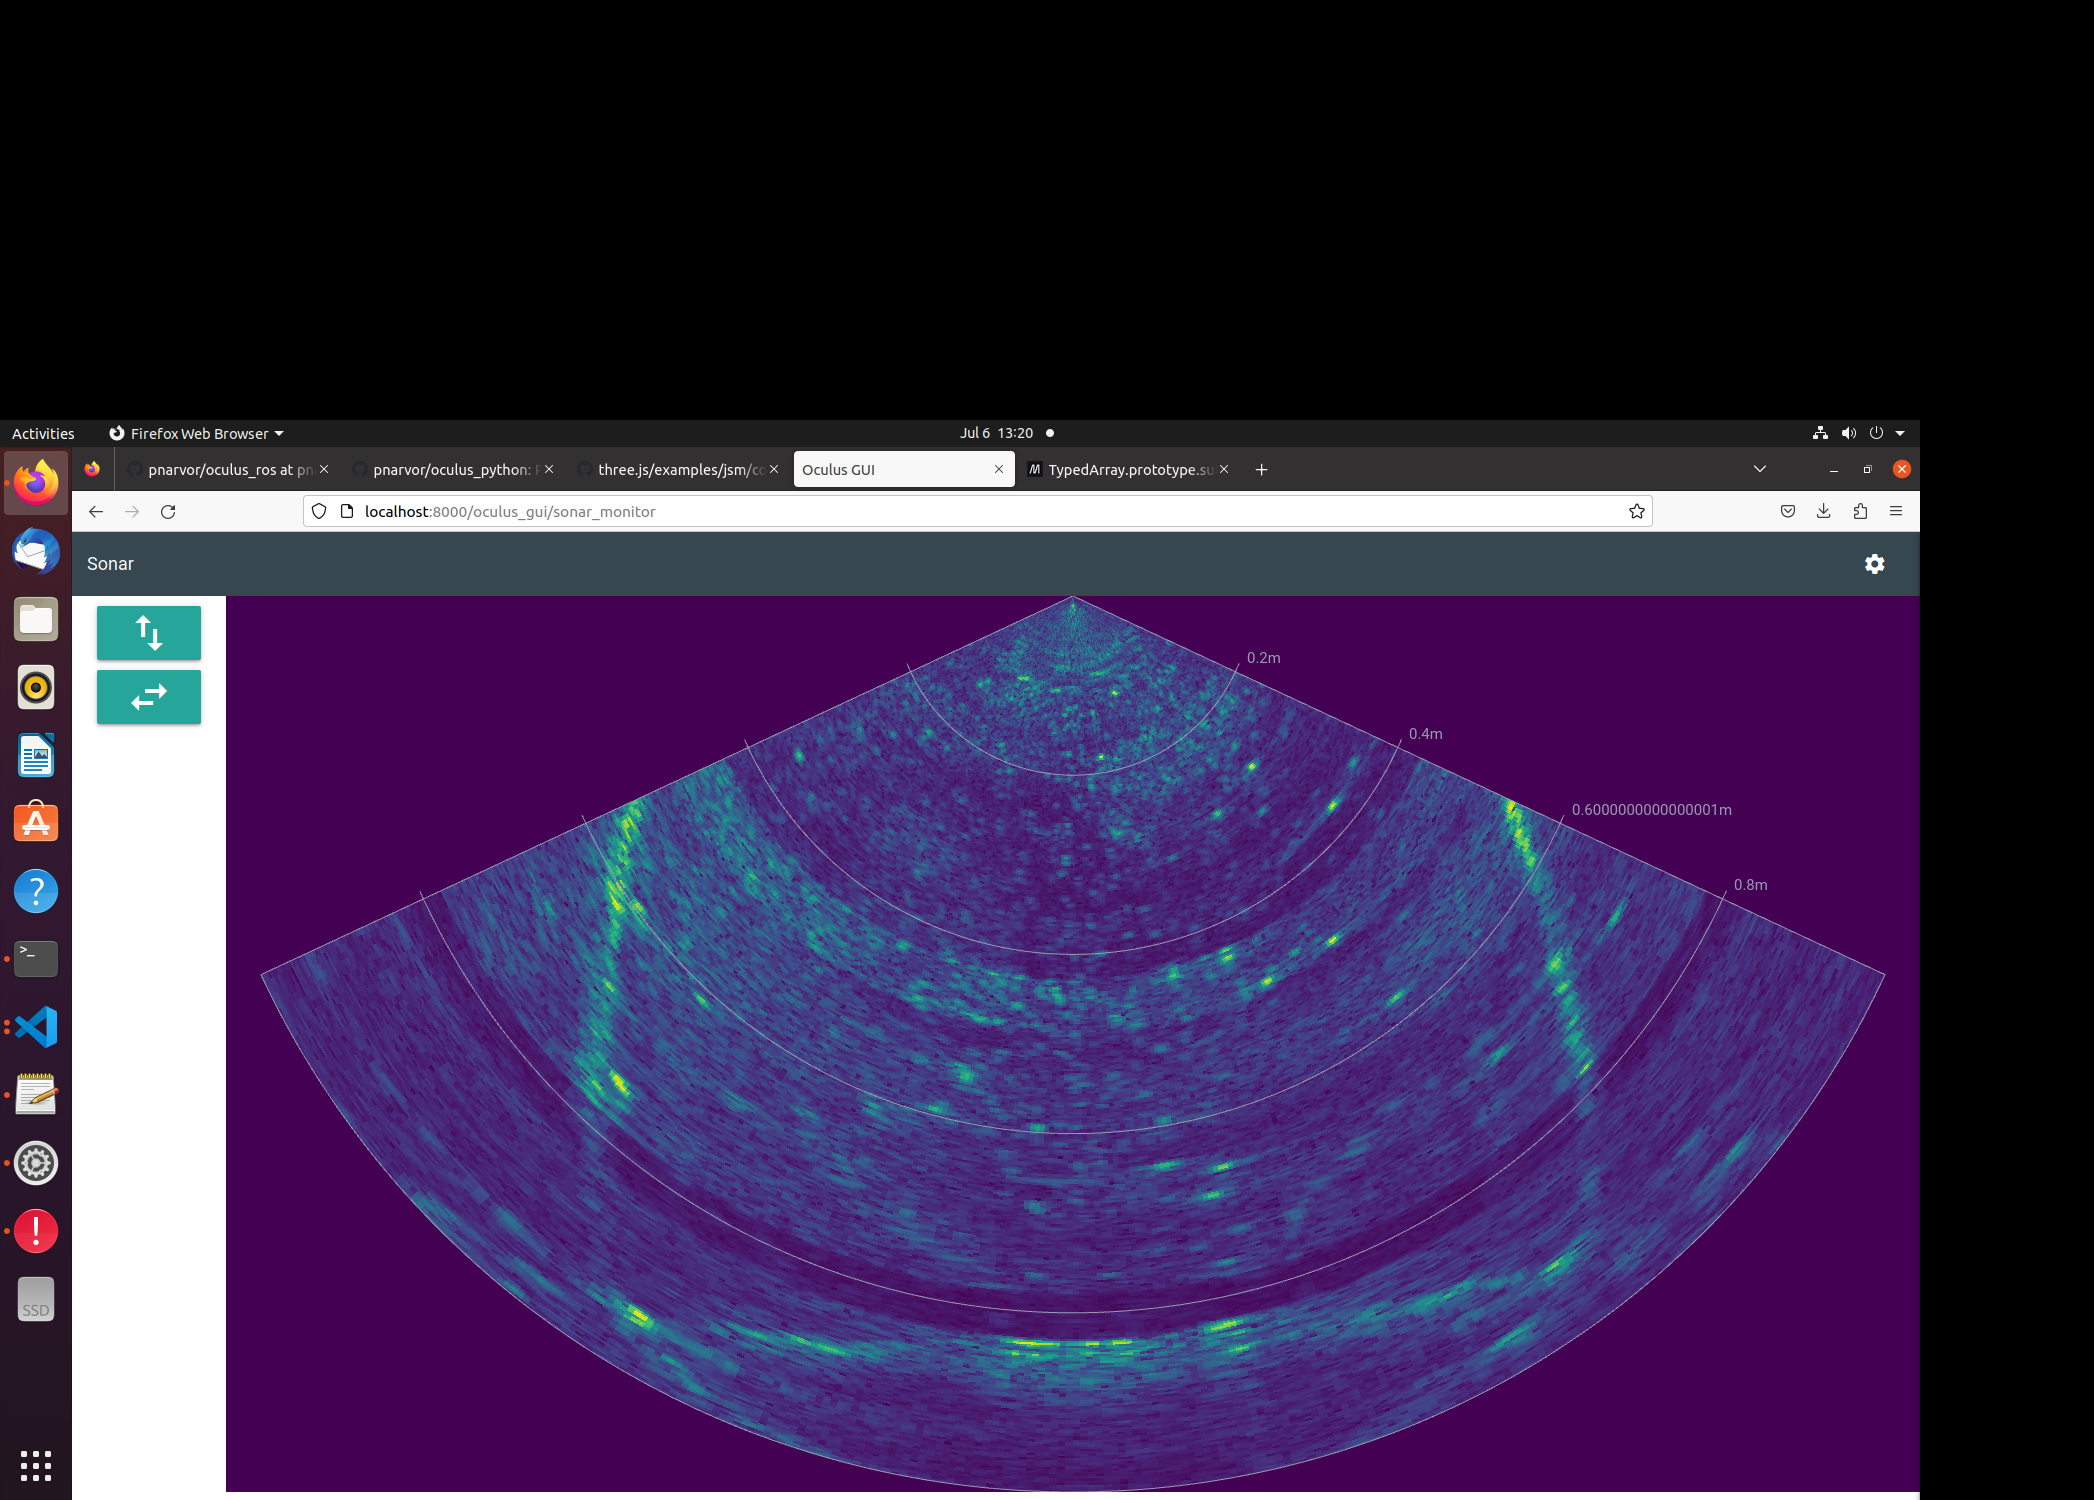 Activities Firefox Web Browser Jul 6 13:20
pnarvor/oculus_ros at pn pnarvor/oculus_python: three.js/examples/jsm/co Oculus GUI TypedArray.prototype.su
localhost:8000/oculus_gui/sonar_monitor
Sonar
0.2m
0.4m
0.6000000000000001m
0.8m
SSD